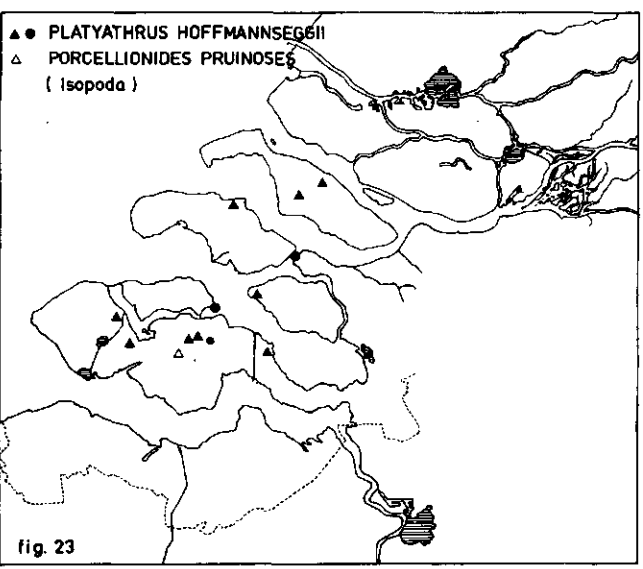 ▲ ● PLATYATHRUS HOFFMANNSEGGII
△ PORCELLIONIDES PRUINOSES
( Isopoda )
fig. 23